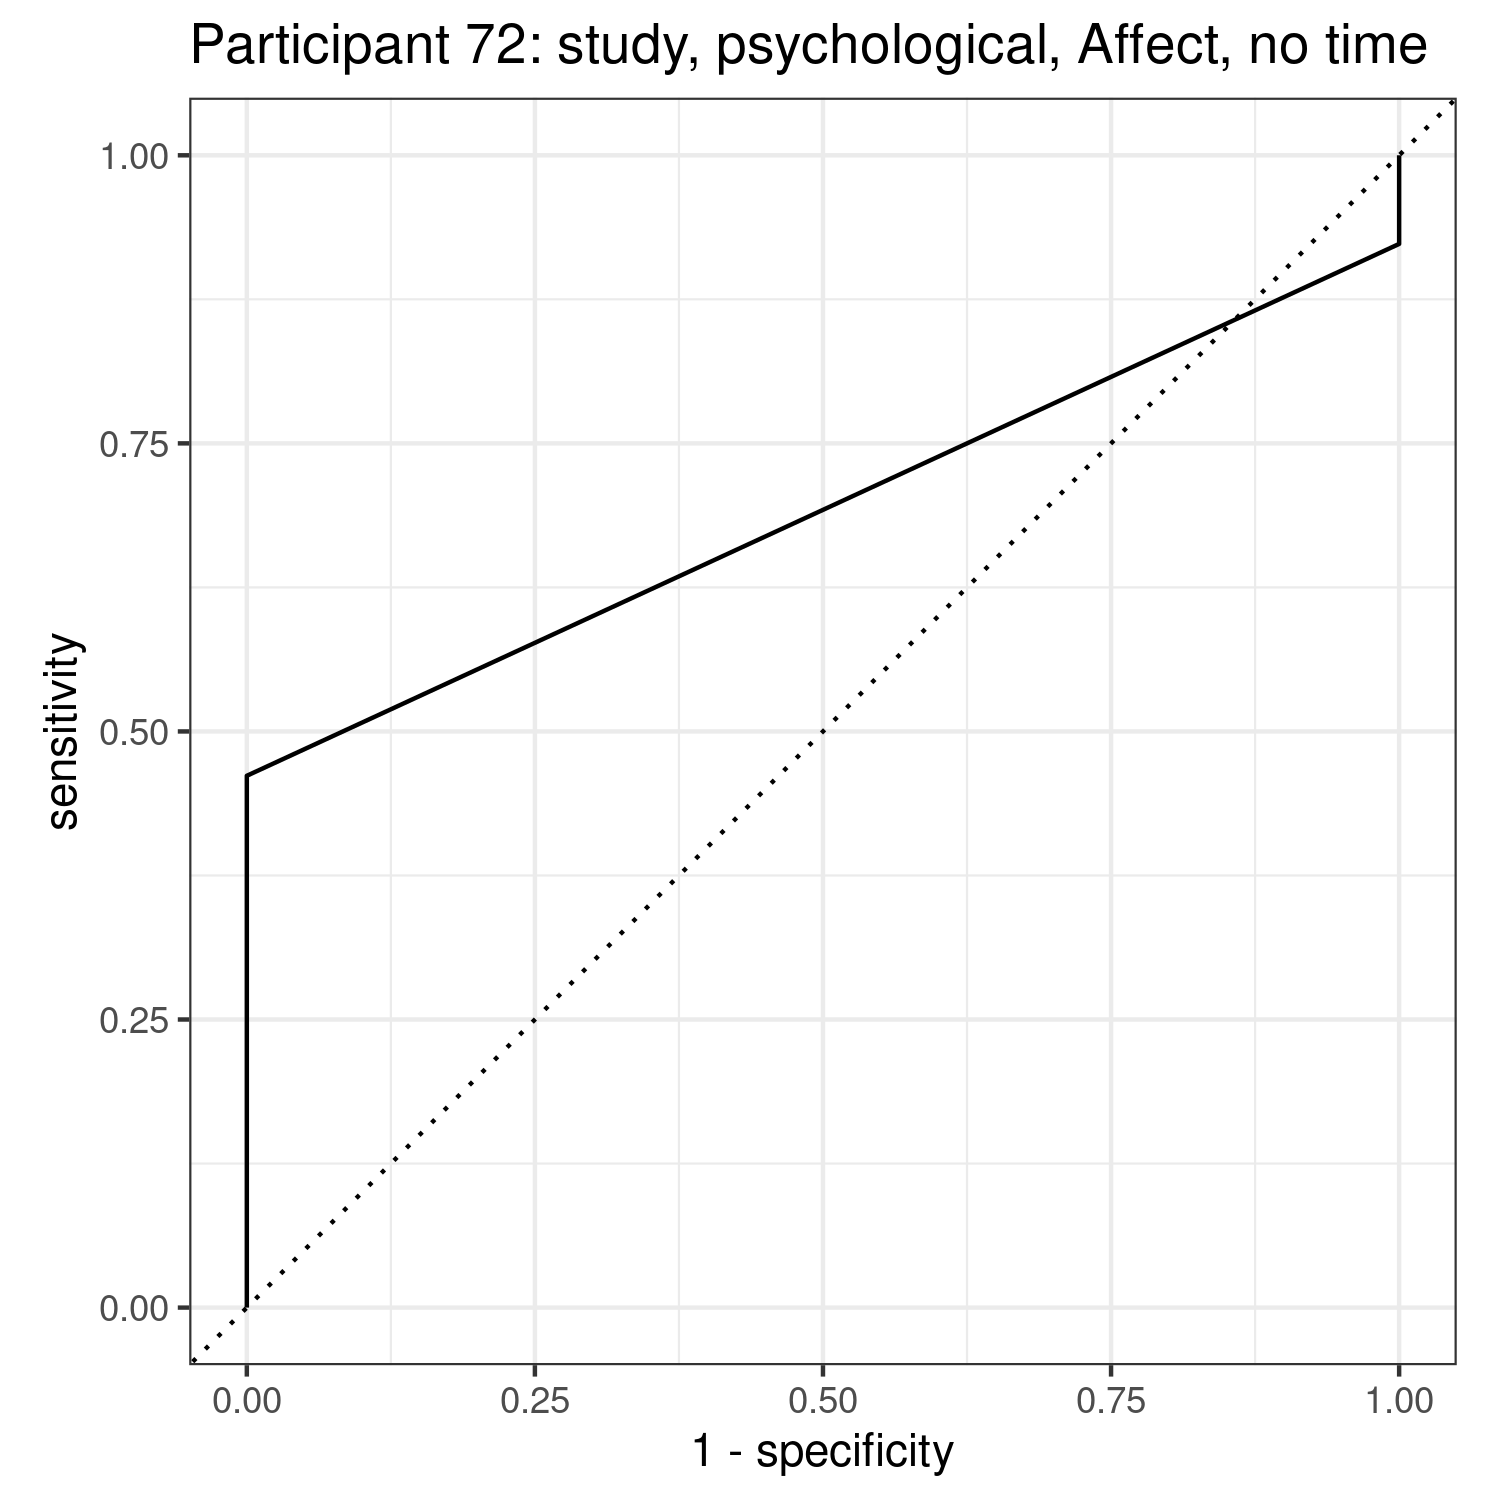 Participant 72: study, psychological, Affect, no time
1.00
0.75
0.50
0.25
0.00
sensitivity
0.00 0.25 0.50 0.75 1.00
1 - specificity